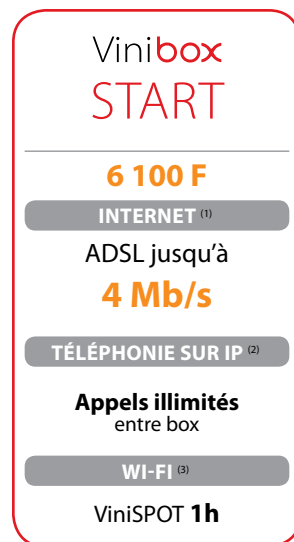 Vinibox
START
6 100 F
INTERNET (1)
ADSL jusqu'à
4 Mb/s
TÉLÉPHONIE SUR IP (2)
Appels illimités
entre box
WI-FI (3)
ViniSPOT 1h